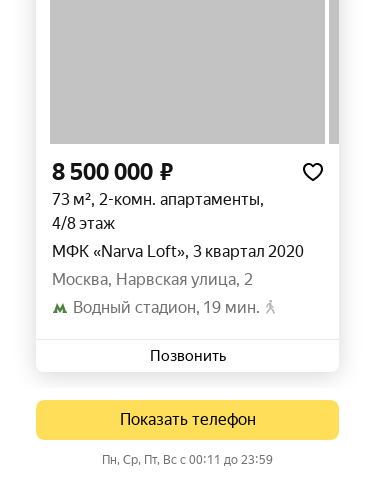 8 500 000 ₽
73 м², 2-комн. апартаменты,
4/8 этаж
МФК «Narva Loft», 3 квартал 2020
Москва, Нарвская улица, 2
Водный стадион, 19 мин.
Позвонить
Показать телефон
Пн, Ср, Пт, Вс с 00:11 до 23:59